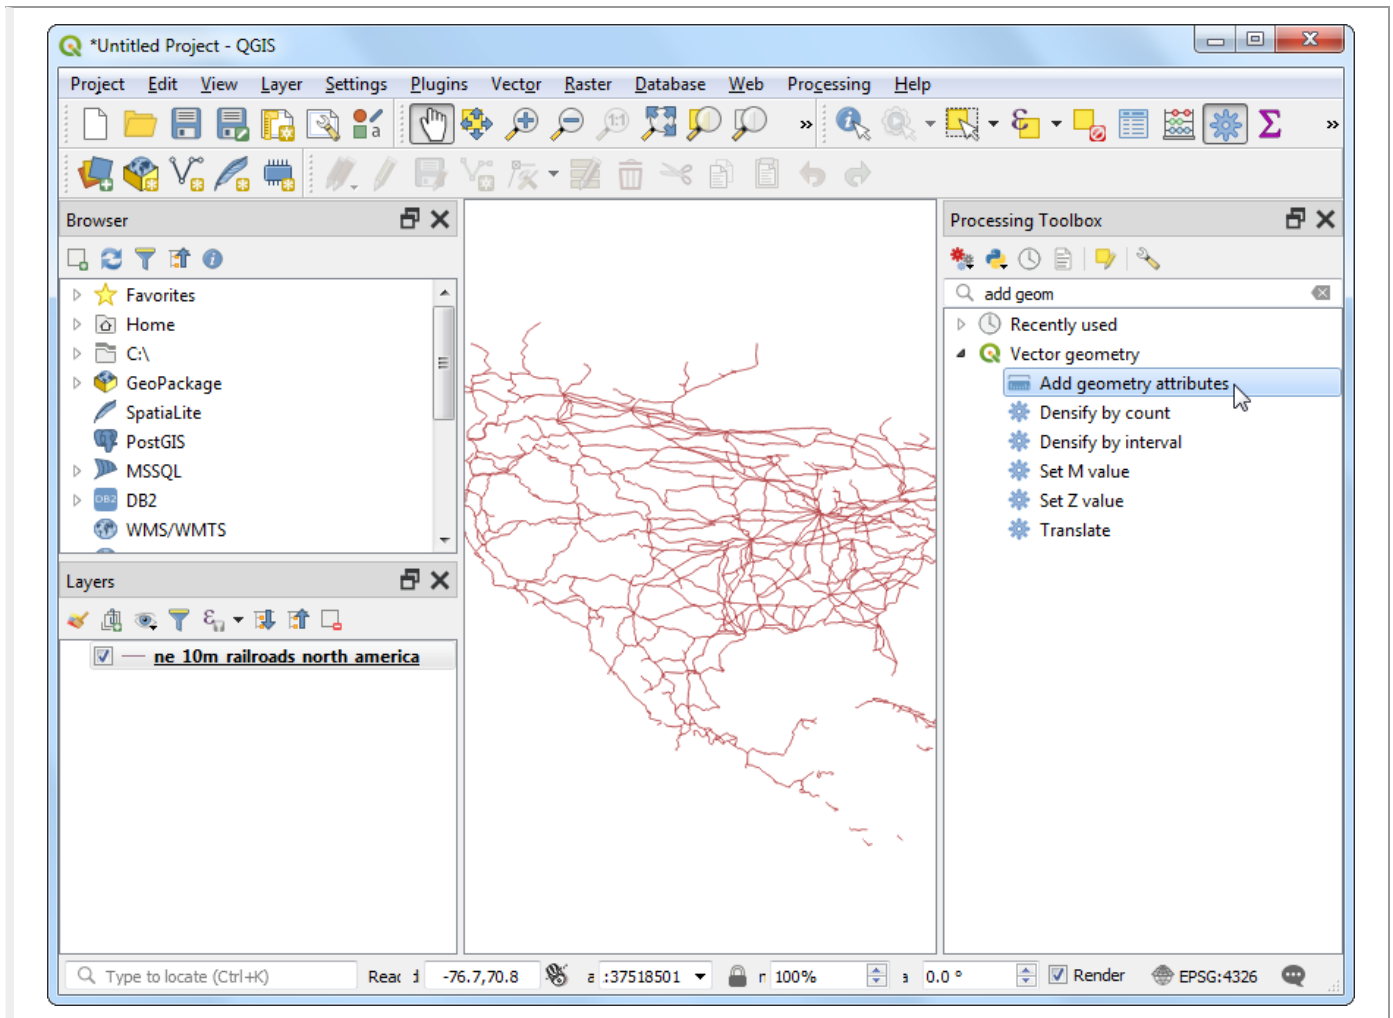 *Untitled Project - QGIS
Project Edit View Layer Settings Plugins Vector Raster Database Web Processing Help
Browser
Favorites
Home
C:\
GeoPackage
SpatiaLite
PostGIS
MSSQL
DB2
WMS/WMTS
Layers
ne_10m_railroads_north_america
Processing Toolbox
add geom
Recently used
Vector geometry
Add geometry attributes
Densify by count
Densify by interval
Set M value
Set Z value
Translate
Type to locate (Ctrl+K) -76.7,70.8 :37518501 100% 0.0 ° Render EPSG:4326